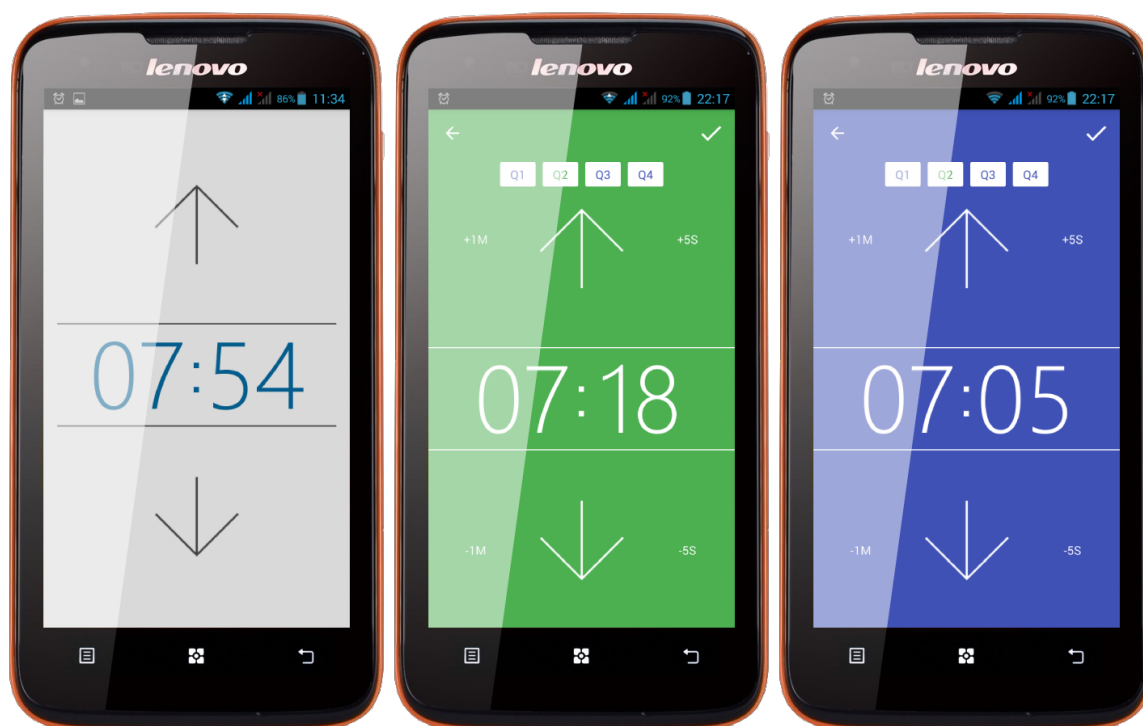 lenovo
86% 11:34
07:54
lenovo
92% 22:17
Q1 Q2 Q3 Q4
+1M +5S
07:18
-1M -5S
lenovo
92% 22:17
Q1 Q2 Q3 Q4
+1M +5S
07:05
-1M -5S